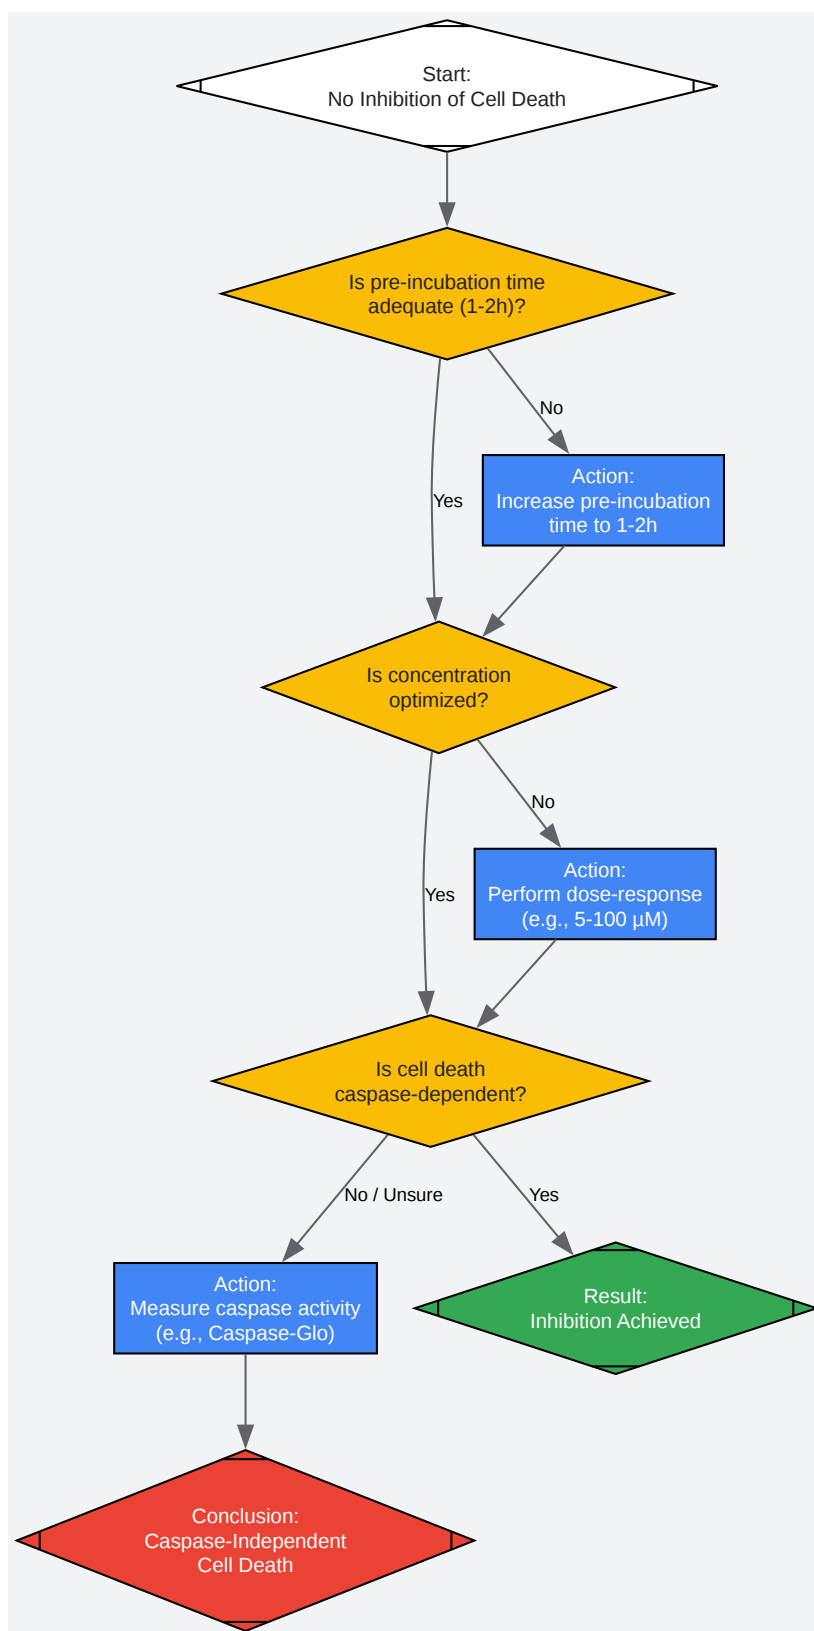 Start:
No Inhibition of Cell Death
Is pre-incubation time
adequate (1-2h)?
No
Action:
Increase pre-incubation
time to 1-2h
Yes
Is concentration
optimized?
No
Action:
Perform dose-response
(e.g., 5-100 µM)
Yes
Is cell death
caspase-dependent?
No / Unsure
Yes
Action:
Measure caspase activity
(e.g., Caspase-Glo)
Result:
Inhibition Achieved
Conclusion:
Caspase-Independent
Cell Death